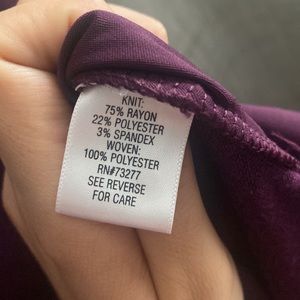 KNIT:
75% RAYON
22% POLYESTER
3% SPANDEX
WOVEN:
100% POLYESTER
RN#73277
SEE REVERSE
FOR CARE